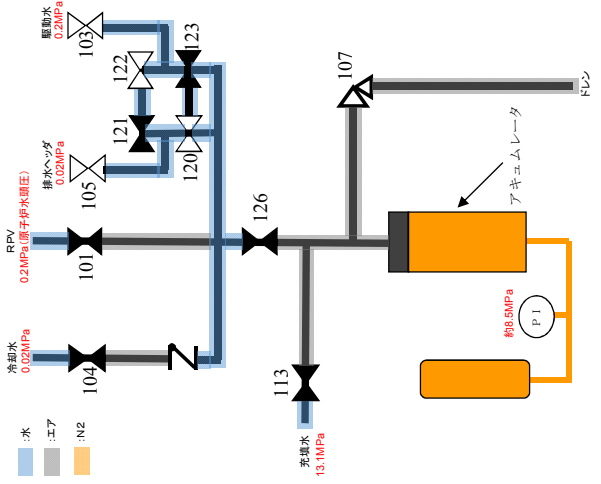 :水
:エア
:N2
冷却水
0.02MPa
104
RPV
0.2MPa(原子炉水頭圧)
101
排水ヘッダ
0.02MPa
105
駆動水
0.2MPa
103
121
122
120
123
126
107
ドレン
113
充填水
13.1MPa
アキュムレータ
約8.5MPa
PI